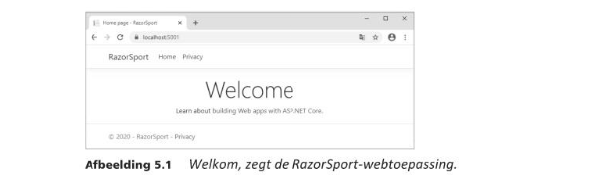 Home page - RazorSport
localhost:5001
RazorSport Home Privacy
Welcome
Learn about building Web apps with ASP.NET Core.
© 2020 - RazorSport - Privacy
Afbeelding 5.1 Welkom, zegt de RazorSport-webtoepassing.